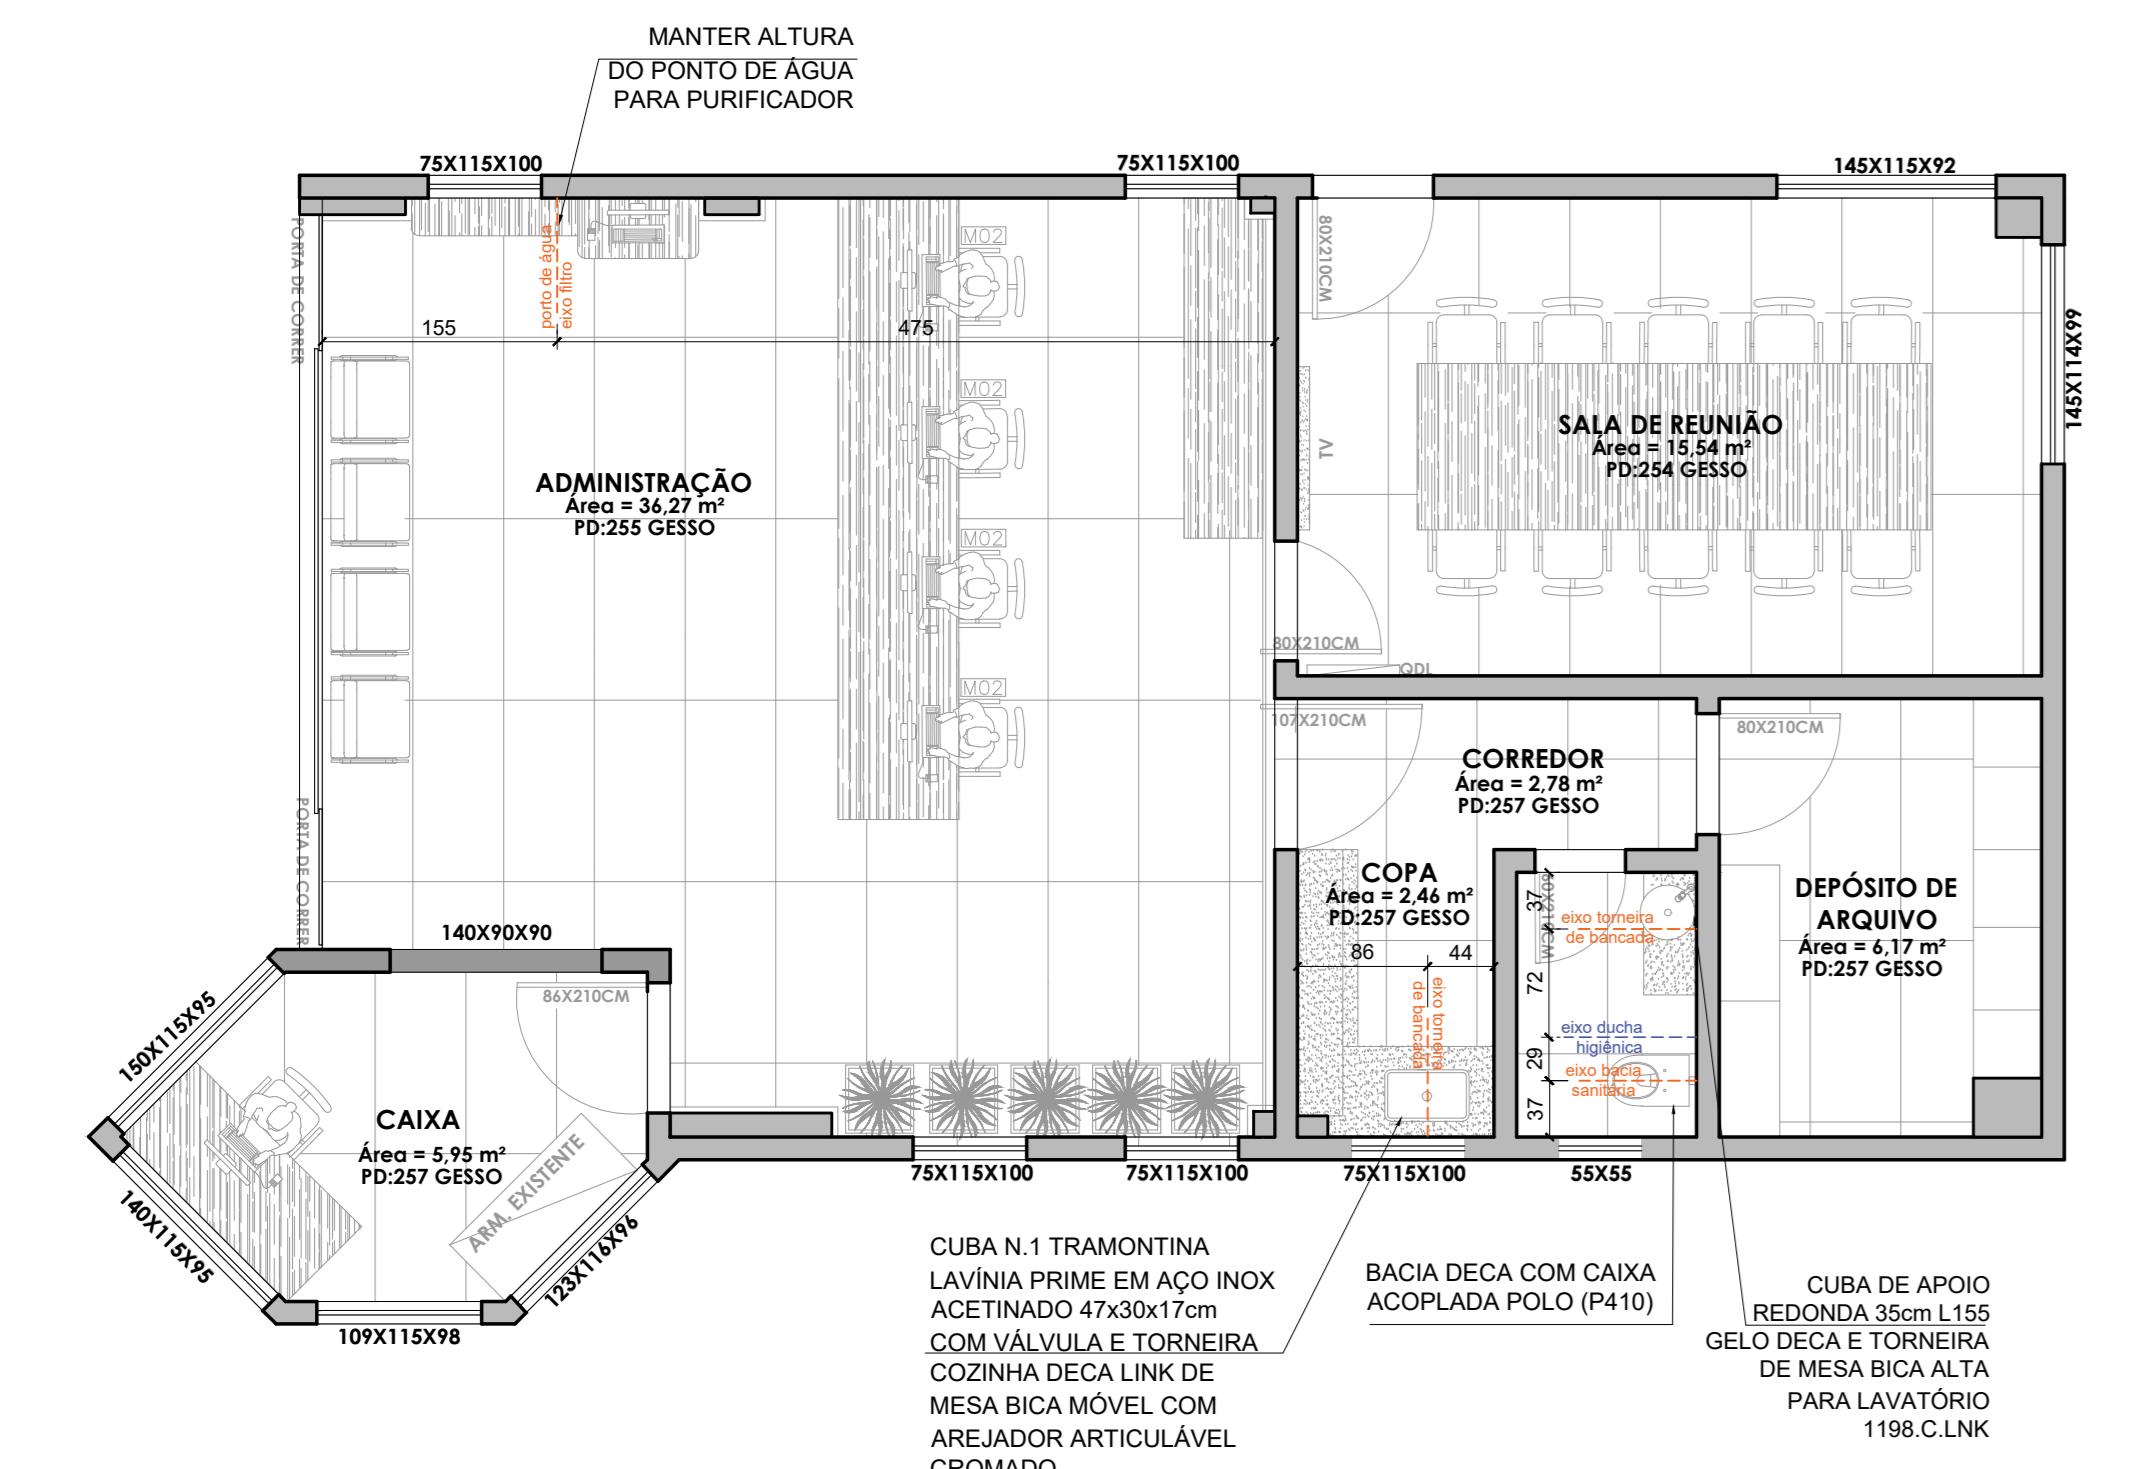 MANTER ALTURA
DO PONTO DE ÁGUA
PARA PURIFICADOR
75X115X100
75X115X100
145X115X92
PORTA DE CORRER
porto de água
eixo filtro
155
475
M02
M02
M02
M02
80X210CM
145X114X99
TV
SALA DE REUNIÃO
Área = 15,54 m²
PD:254 GESSO
ADMINISTRAÇÃO
Área = 36,27 m²
PD:255 GESSO
80X210CM
QDL
107X210CM
80X210CM
CORREDOR
Área = 2,78 m²
PD:257 GESSO
PORTA DE CORRER
COPA
Área = 2,46 m²
PD:257 GESSO
86
44
eixo torneira
de bancada
37
60X210CM
eixo torneira
de bancada
72
eixo ducha
higiênica
29
eixo bacia
sanitária
37
DEPÓSITO DE
ARQUIVO
Área = 6,17 m²
PD:257 GESSO
140X90X90
86X210CM
150X115X95
CAIXA
Área = 5,95 m²
PD:257 GESSO
ARM. EXISTENTE
140X115X95
109X115X98
123X116X96
75X115X100
75X115X100
75X115X100
55X55
CUBA N.1 TRAMONTINA
LAVÍNIA PRIME EM AÇO INOX
ACETINADO 47x30x17cm
COM VÁLVULA E TORNEIRA
COZINHA DECA LINK DE
MESA BICA MÓVEL COM
AREJADOR ARTICULÁVEL
CROMADO
BACIA DECA COM CAIXA
ACOPLADA POLO (P410)
CUBA DE APOIO
REDONDA 35cm L155
GELO DECA E TORNEIRA
DE MESA BICA ALTA
PARA LAVATÓRIO
1198.C.LNK